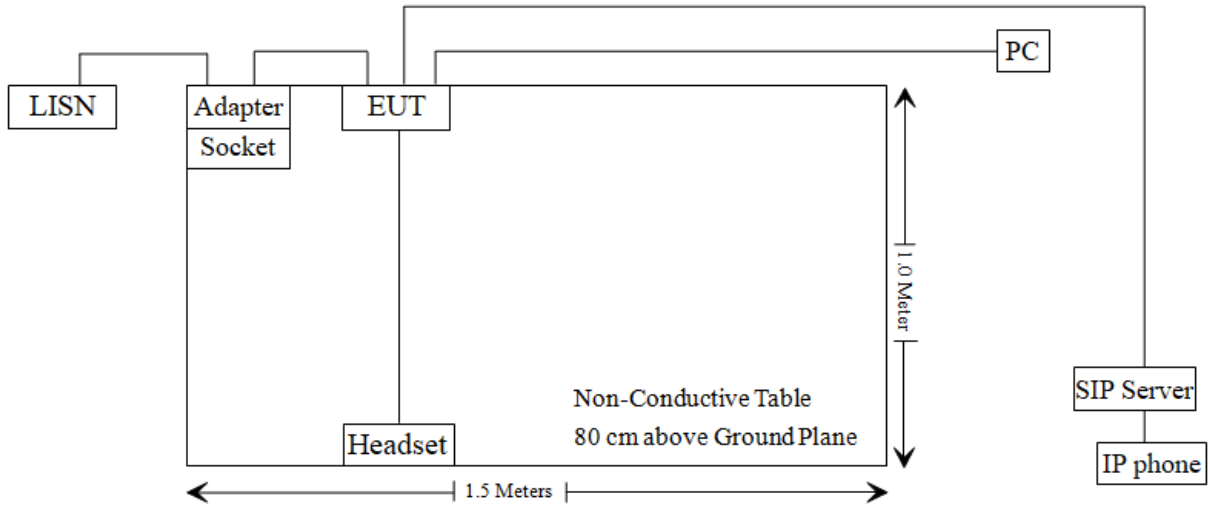 PC
LISN
Adapter
EUT
Socket
1.0 Meter
Non-Conductive Table
80 cm above Ground Plane
SIP Server
Headset
IP phone
1.5 Meters